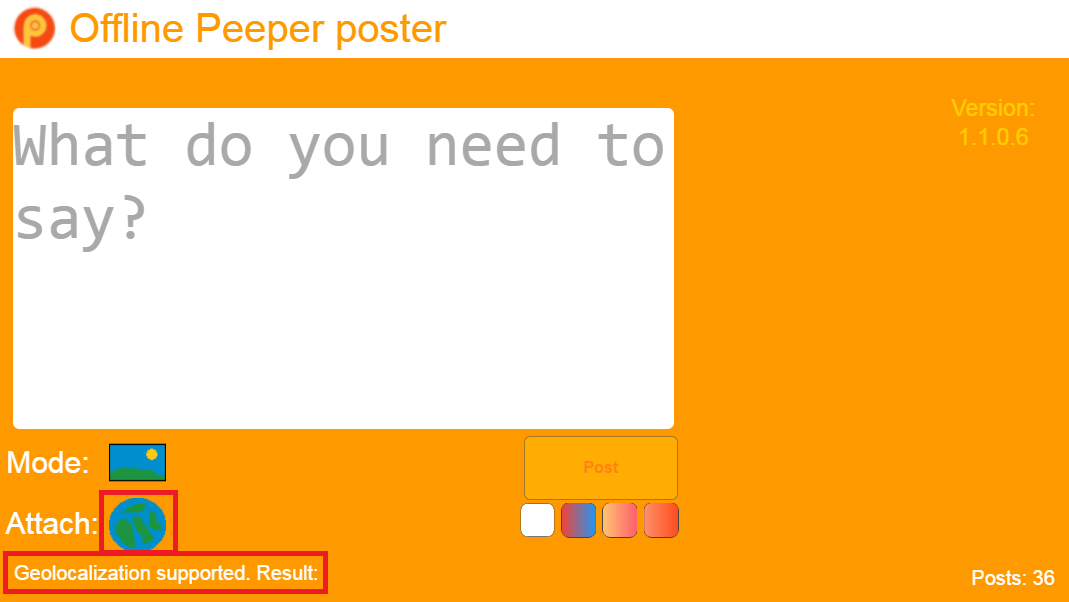 Offline Peeper poster
Version:
1.1.0.6
What do you need to
say?
Mode:
Post
Attach:
Geolocalization supported. Result:
Posts: 36